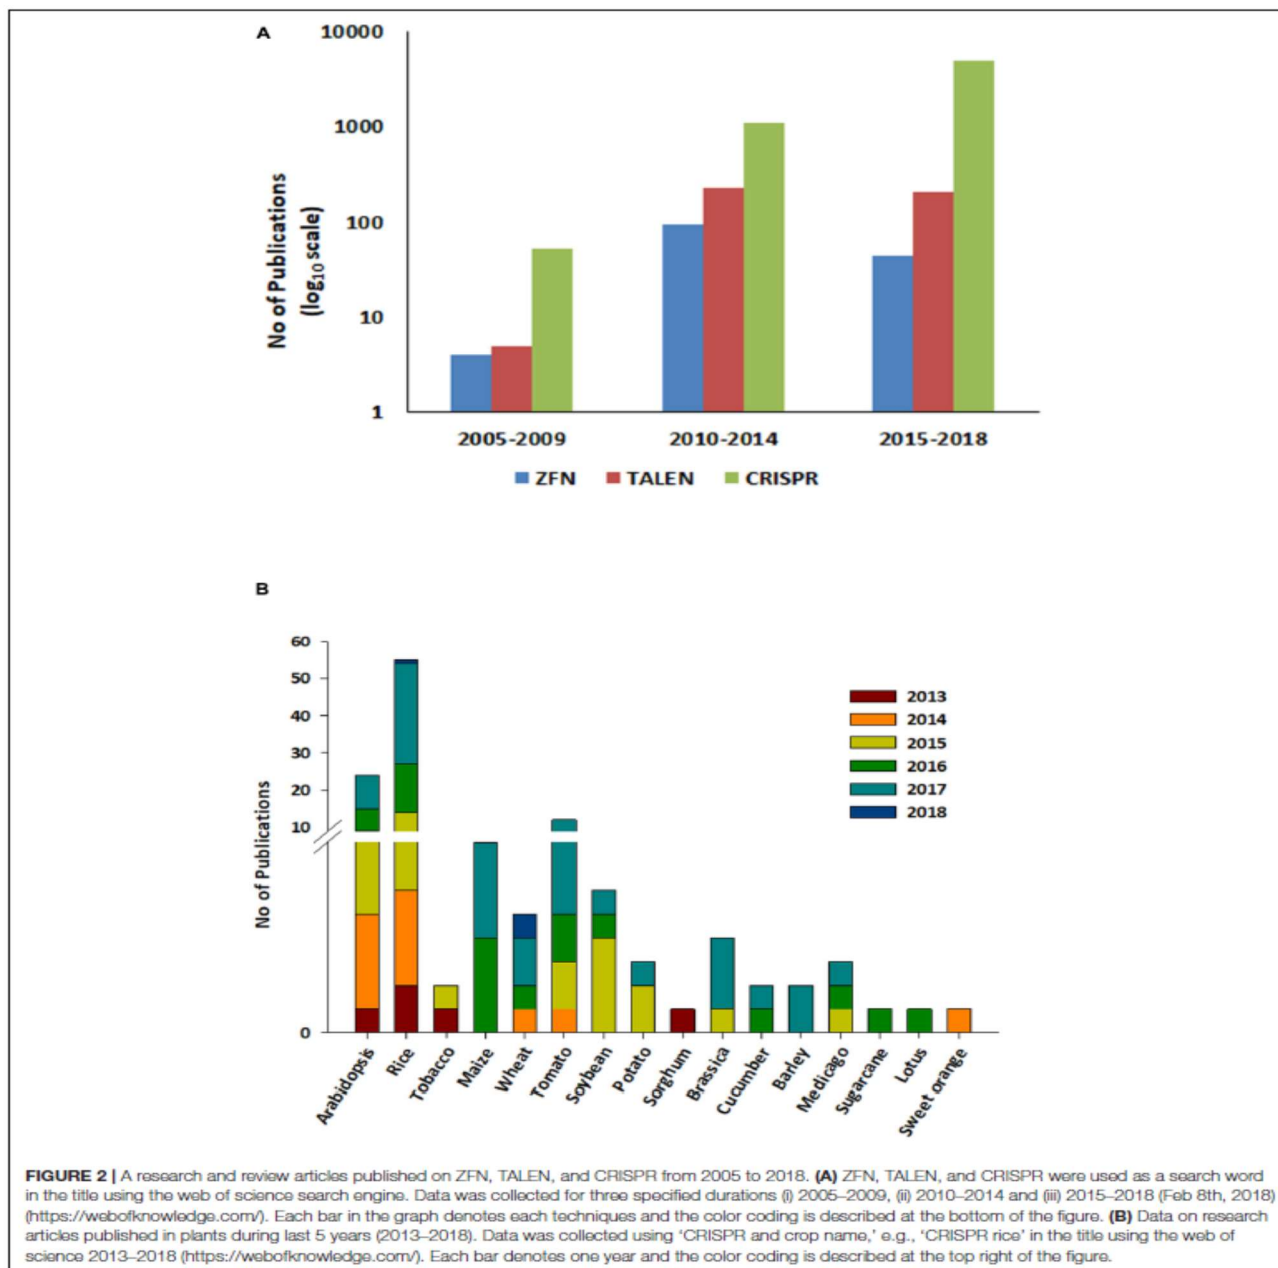 A
10000
1000
100
10
1
No of Publications
(log10 scale)
2005-2009 2010-2014 2015-2018
ZFN TALEN CRISPR
B
60
50
40
30
20
10
0
No of Publications
2013
2014
2015
2016
2017
2018
Arabidopsis Rice Tobacco Maize Wheat Tomato Soybean Potato Sorghum Brassica Cucumber Barley Medicago Sugarcane Lotus Sweet orange
FIGURE 2 | A research and review articles published on ZFN, TALEN, and CRISPR from 2005 to 2018. (A) ZFN, TALEN, and CRISPR were used as a search word
in the title using the web of science search engine. Data was collected for three specified durations (i) 2005–2009, (ii) 2010–2014 and (iii) 2015–2018 (Feb 8th, 2018)
(https://webofknowledge.com/). Each bar in the graph denotes each techniques and the color coding is described at the bottom of the figure. (B) Data on research
articles published in plants during last 5 years (2013–2018). Data was collected using ‘CRISPR and crop name,’ e.g., ‘CRISPR rice’ in the title using the web of
science 2013–2018 (https://webofknowledge.com/). Each bar denotes one year and the color coding is described at the top right of the figure.